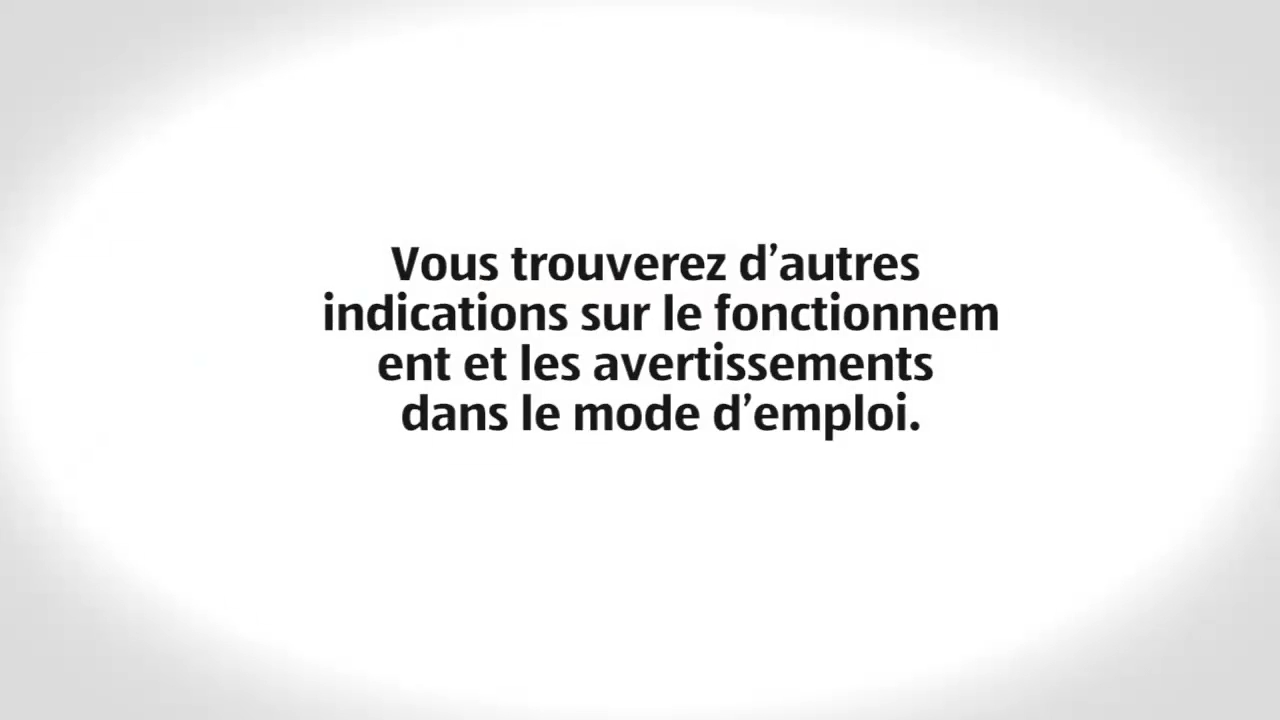 Vous trouverez d’autres
indications sur le fonctionnem
ent et les avertissements
dans le mode d’emploi.